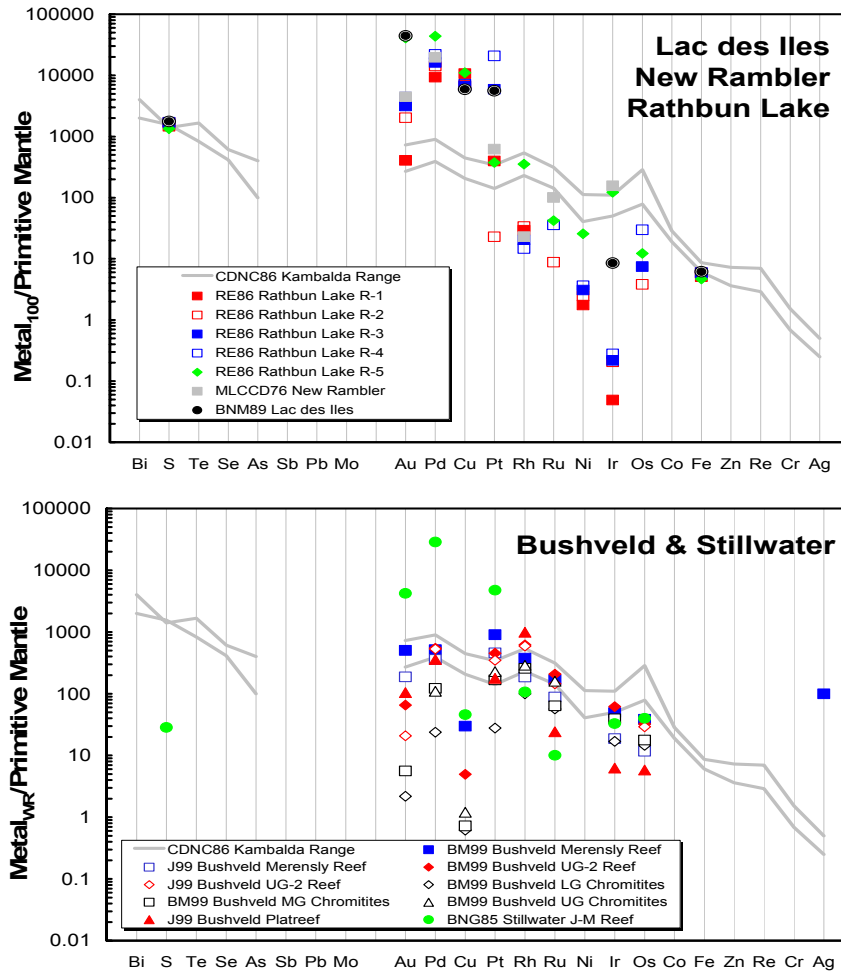 Lac des Iles
New Rambler
Rathbun Lake
Metal100/Primitive Mantle
100000
10000
1000
100
10
1
0.1
0.01
CDNC86 Kambalda Range
RE86 Rathbun Lake R-1
RE86 Rathbun Lake R-2
RE86 Rathbun Lake R-3
RE86 Rathbun Lake R-4
RE86 Rathbun Lake R-5
MLCCD76 New Rambler
BNM89 Lac des Iles
Bi S Te Se As Sb Pb Mo Au Pd Cu Pt Rh Ru Ni Ir Os Co Fe Zn Re Cr Ag
Bushveld & Stillwater
MetalWR/Primitive Mantle
100000
10000
1000
100
10
1
0.1
0.01
CDNC86 Kambalda Range BM99 Bushveld Merensly Reef
J99 Bushveld Merensly Reef BM99 Bushveld UG-2 Reef
J99 Bushveld UG-2 Reef BM99 Bushveld LG Chromitites
BM99 Bushveld MG Chromitites BM99 Bushveld UG Chromitites
J99 Bushveld Platreef BNG85 Stillwater J-M Reef
Bi S Te Se As Sb Pb Mo Au Pd Cu Pt Rh Ru Ni Ir Os Co Fe Zn Re Cr Ag